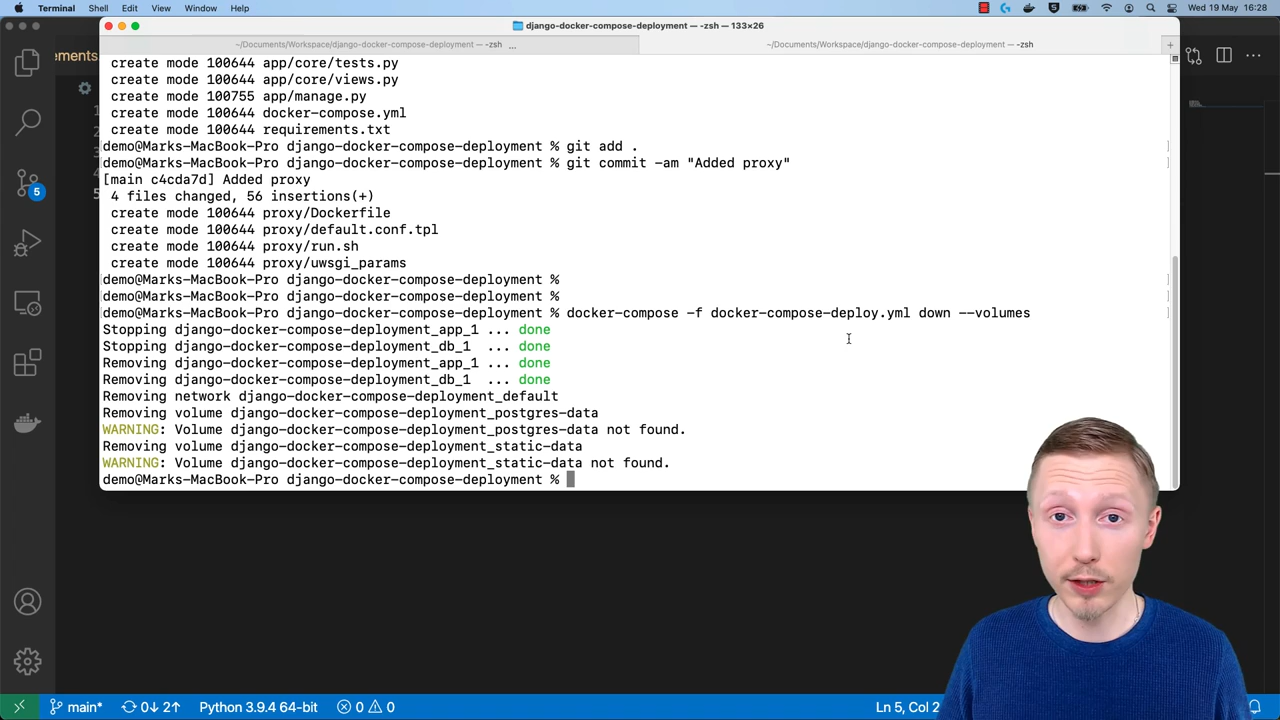 Terminal Shell Edit View Window Help Wed 19 May 16:28
django-docker-compose-deployment — -zsh — 133×26
~/Documents/Workspace/django-docker-compose-deployment — -zsh ... ~/Documents/Workspace/django-docker-compose-deployment — -zsh +
ements.
create mode 100644 app/core/tests.py
create mode 100644 app/core/views.py
create mode 100755 app/manage.py
create mode 100644 docker-compose.yml
create mode 100644 requirements.txt
demo@Marks-MacBook-Pro django-docker-compose-deployment % git add .
demo@Marks-MacBook-Pro django-docker-compose-deployment % git commit -am "Added proxy"
[main c4cda7d] Added proxy
4 files changed, 56 insertions(+)
create mode 100644 proxy/Dockerfile
create mode 100644 proxy/default.conf.tpl
create mode 100644 proxy/run.sh
create mode 100644 proxy/uwsgi_params
demo@Marks-MacBook-Pro django-docker-compose-deployment %
demo@Marks-MacBook-Pro django-docker-compose-deployment %
demo@Marks-MacBook-Pro django-docker-compose-deployment % docker-compose -f docker-compose-deploy.yml down --volumes
Stopping django-docker-compose-deployment_app_1 ... done
Stopping django-docker-compose-deployment_db_1 ... done
Removing django-docker-compose-deployment_app_1 ... done
Removing django-docker-compose-deployment_db_1 ... done
Removing network django-docker-compose-deployment_default
Removing volume django-docker-compose-deployment_postgres-data
WARNING: Volume django-docker-compose-deployment_postgres-data not found.
Removing volume django-docker-compose-deployment_static-data
WARNING: Volume django-docker-compose-deployment_static-data not found.
demo@Marks-MacBook-Pro django-docker-compose-deployment %
5
main* 0↓ 2↑ Python 3.9.4 64-bit 0 0 Ln 5, Col 2